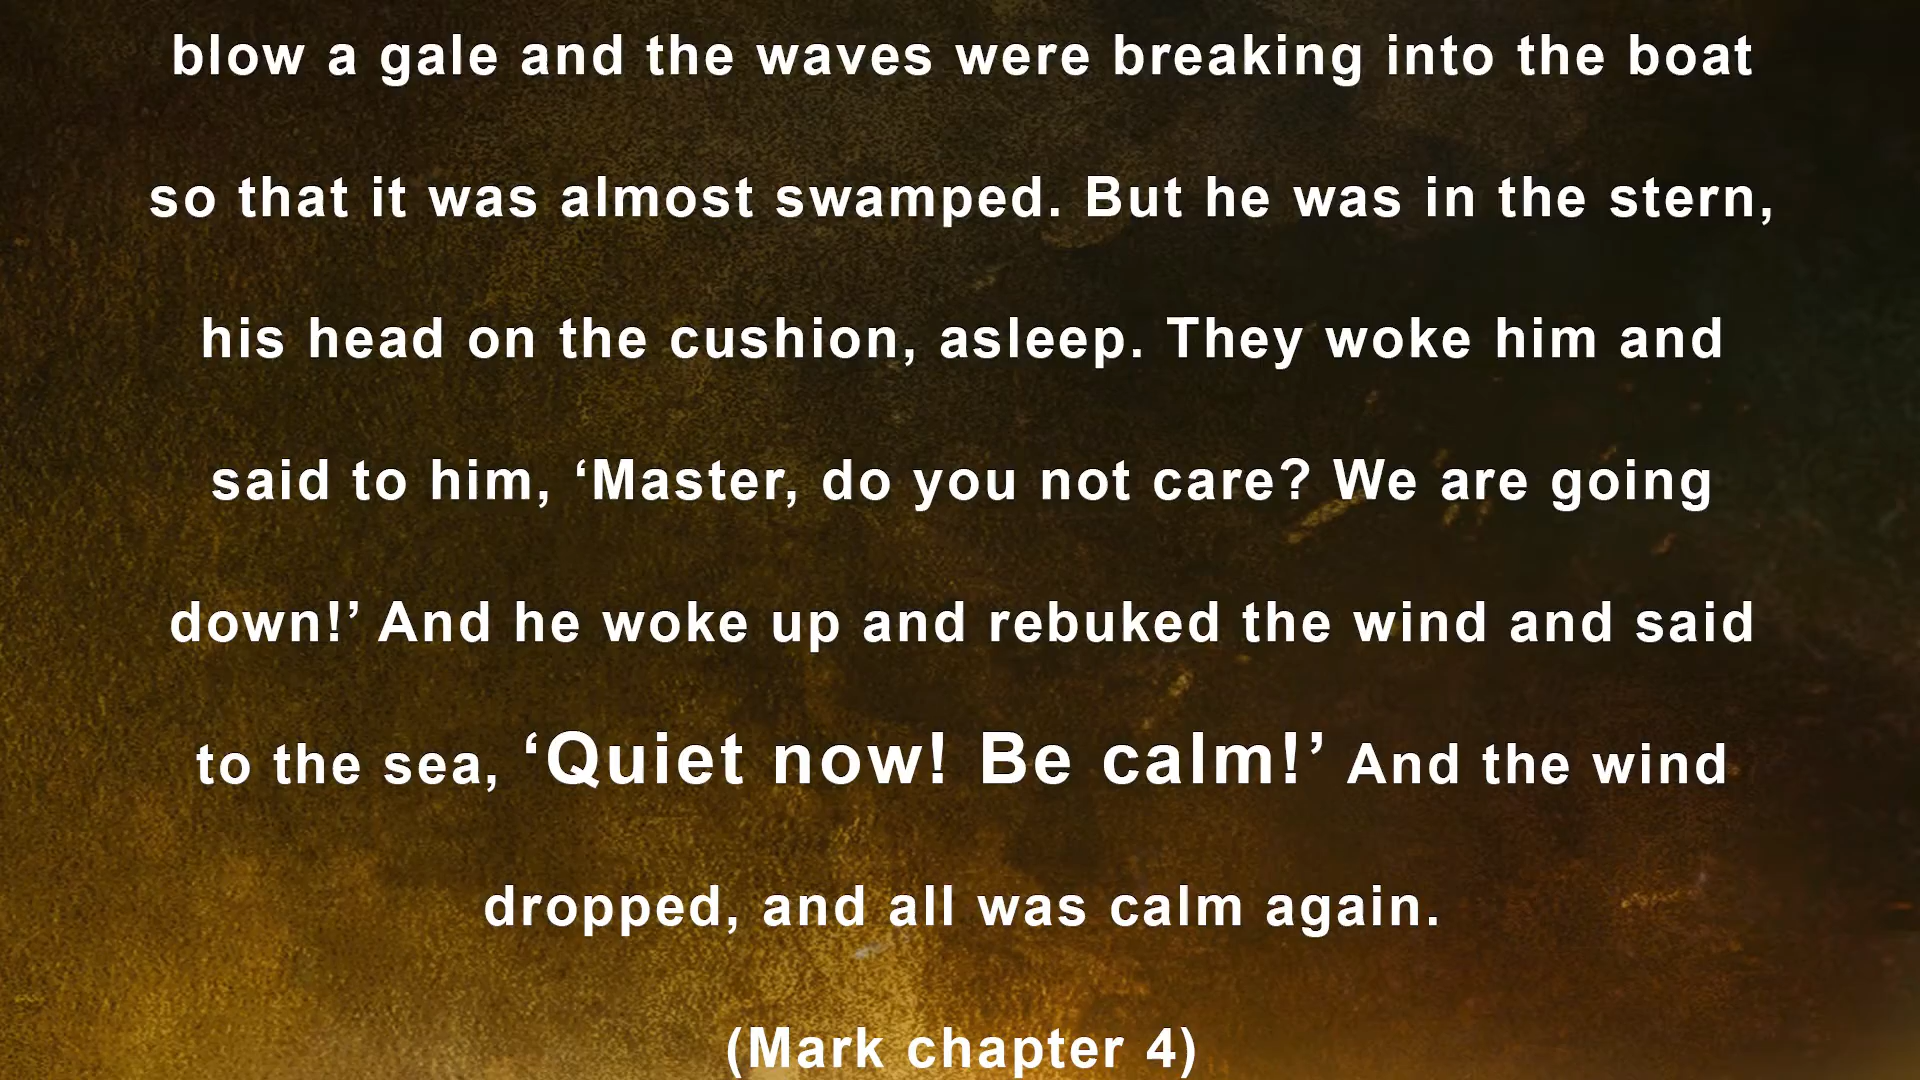 blow a gale and the waves were breaking into the boat
so that it was almost swamped. But he was in the stern,
his head on the cushion, asleep. They woke him and
said to him, ‘Master, do you not care? We are going
down!’ And he woke up and rebuked the wind and said
to the sea, ‘Quiet now! Be calm!’ And the wind
dropped, and all was calm again.
(Mark chapter 4)